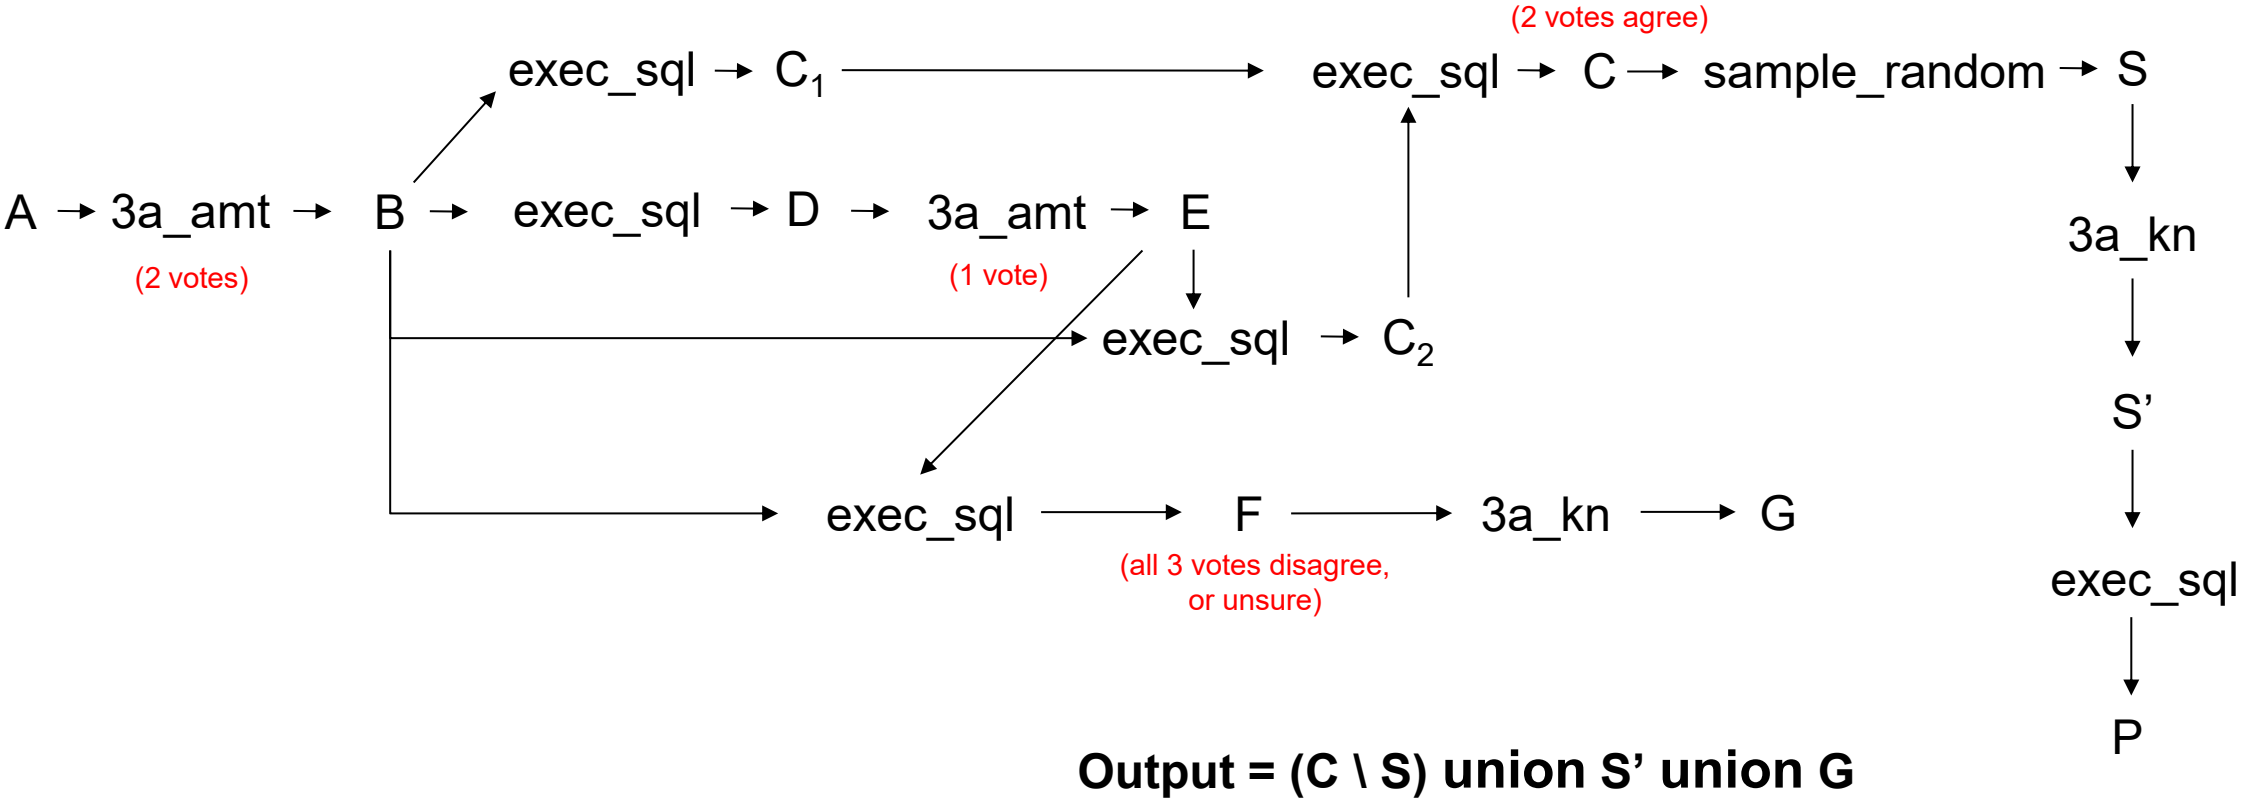 (2 votes agree)
exec_sql C₁ exec_sql C sample_random S
A 3a_amt B exec_sql D 3a_amt E
3a_kn
(2 votes) (1 vote)
exec_sql C₂
S’
exec_sql F 3a_kn G
(all 3 votes disagree,
or unsure)
exec_sql
P
Output = (C \ S) union S’ union G